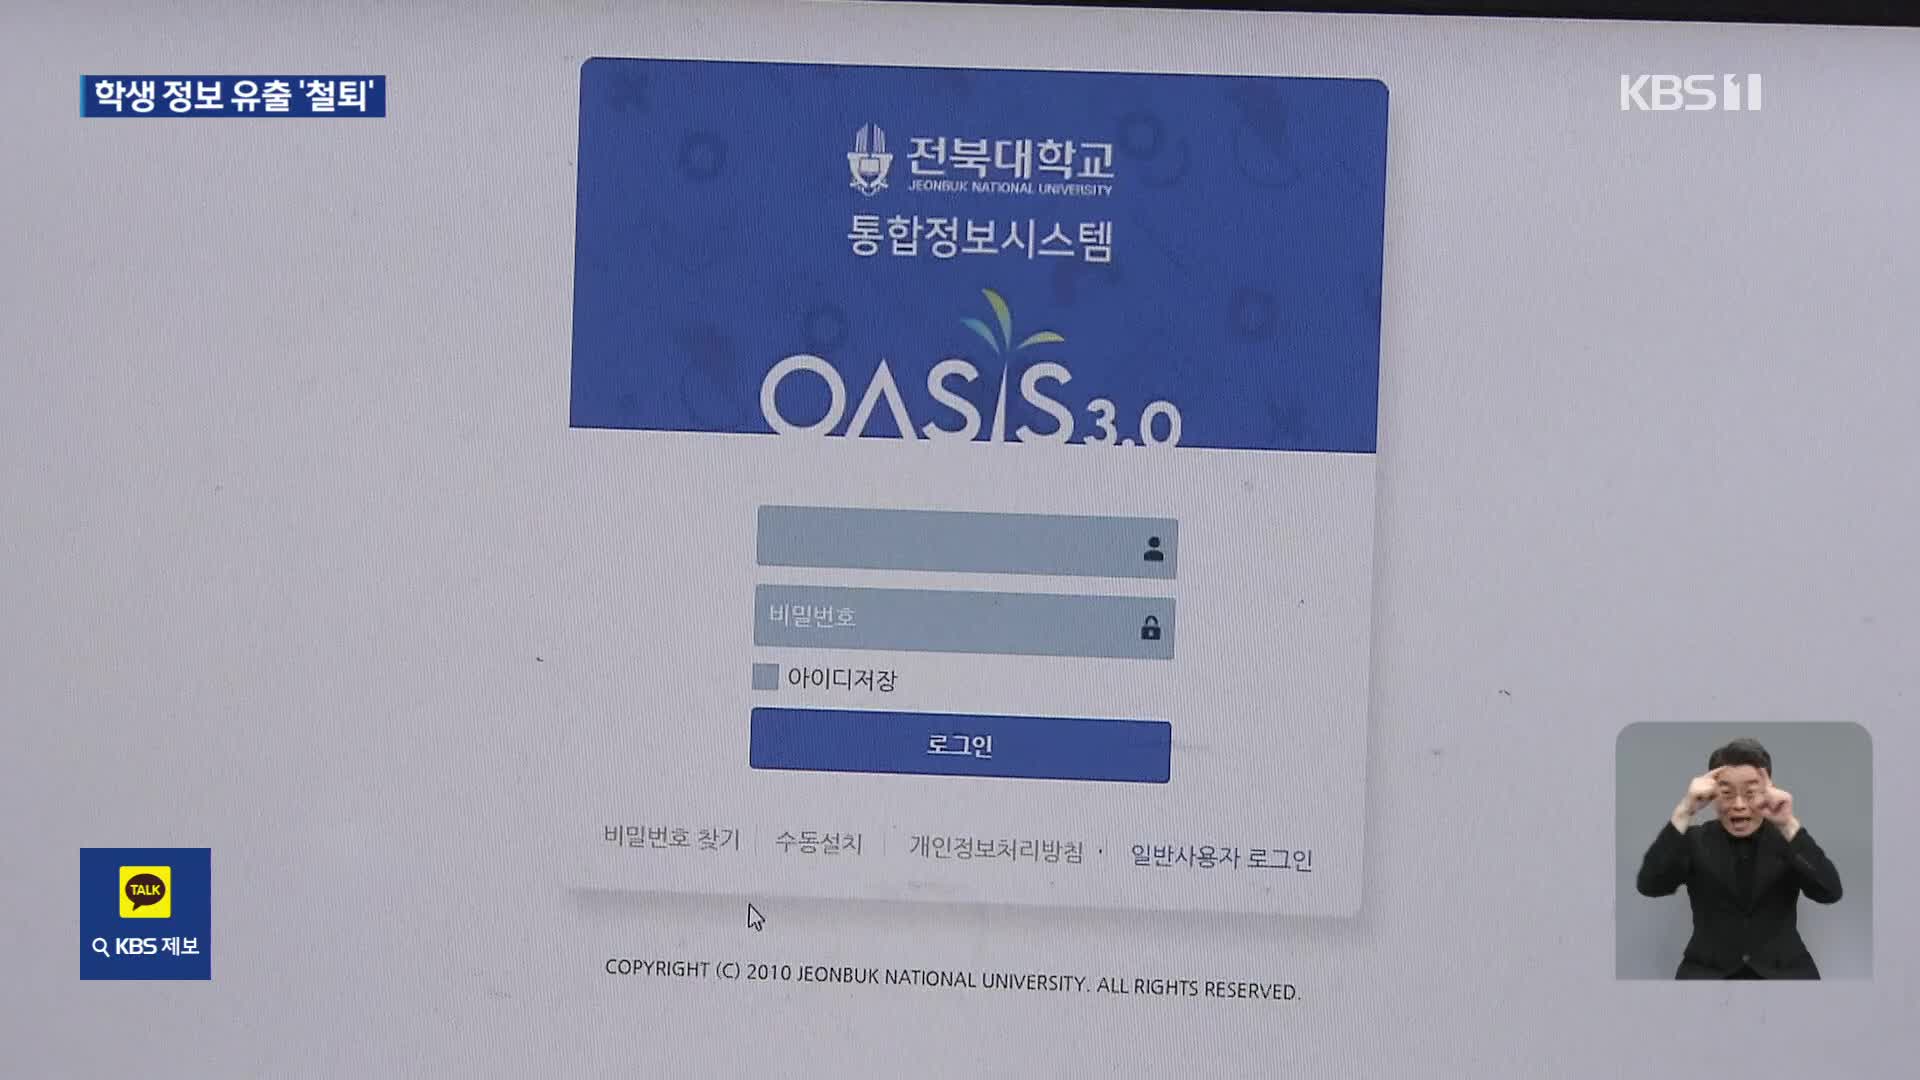 학생 정보 유출 '철퇴'
KBS 1
전북대학교
JEONBUK NATIONAL UNIVERSITY
통합정보시스템
OASIS 3.0
비밀번호
아이디저장
로그인
비밀번호 찾기 수동설치 개인정보처리방침 · 일반사용자 로그인
TALK
KBS 제보
COPYRIGHT (C) 2010 JEONBUK NATIONAL UNIVERSITY. ALL RIGHTS RESERVED.